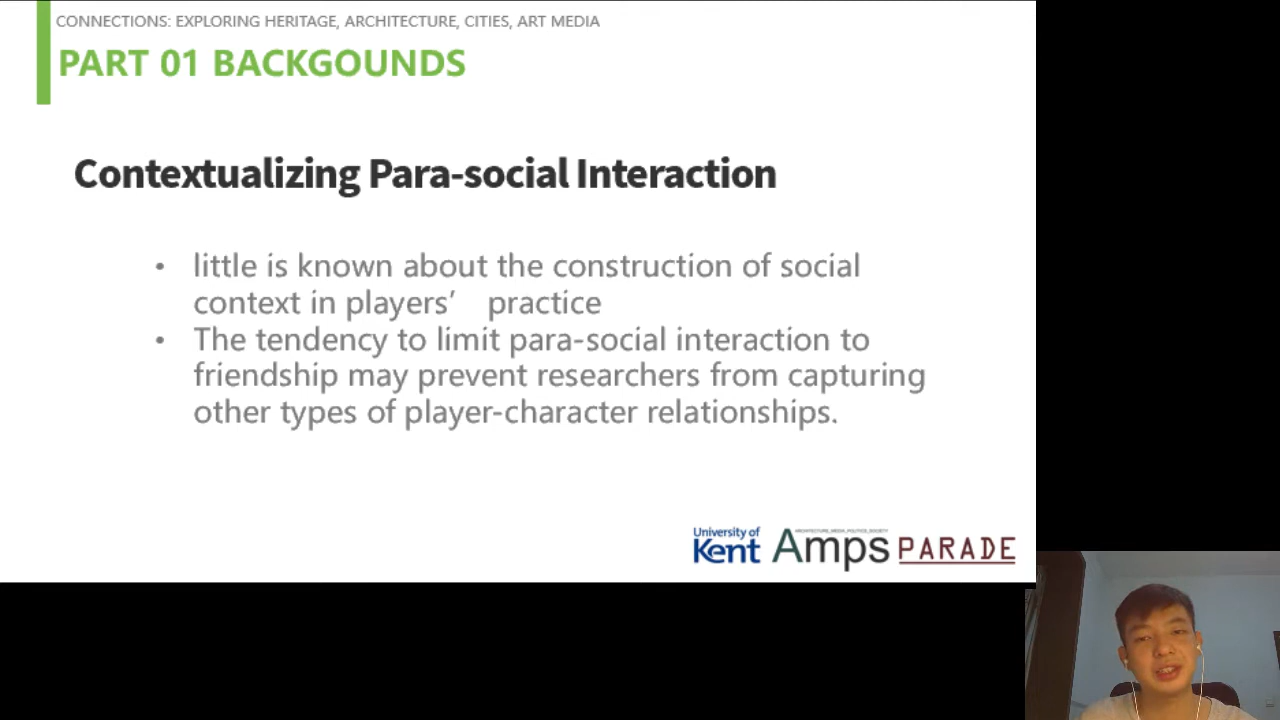 CONNECTIONS: EXPLORING HERITAGE, ARCHITECTURE, CITIES, ART MEDIA
PART 01 BACKGOUNDS
Contextualizing Para-social Interaction
• little is known about the construction of social
context in players’ practice
• The tendency to limit para-social interaction to
friendship may prevent researchers from capturing
other types of player-character relationships.
University of
Kent
ARCHITECTURE_MEDIA_POLITICS_SOCIETY
Amps
PARADE